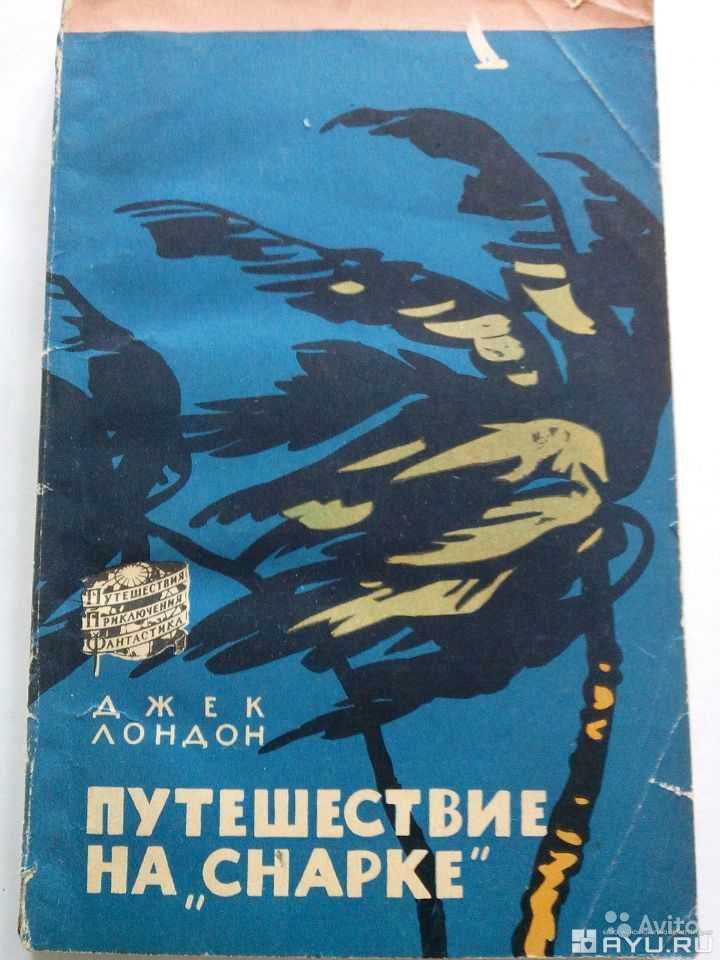 ПУТЕШЕСТВИЯ
ПРИКЛЮЧЕНИЯ
ФАНТАСТИКА
ДЖЕК
ЛОНДОН
ПУТЕШЕСТВИЕ
НА „СНАРКЕ"
Avito
AYU.RU